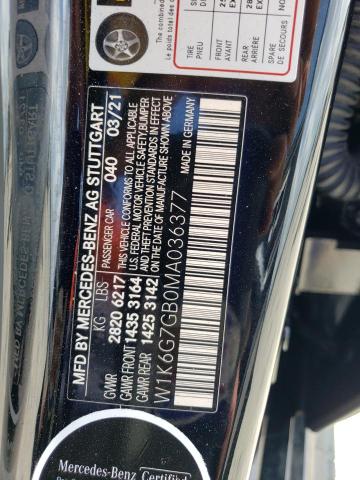 MFD BY MERCEDES-BENZ AG STUTTGART
KG LBS PASSENGER CAR 040 03/21
GVWR 2820 6217 THIS VEHICLE CONFORMS TO ALL APPLICABLE
GAWR FRONT 1435 3164 U.S. FEDERAL MOTOR VEHICLE SAFETY, BUMPER
GAWR REAR 1425 3142 AND THEFT PREVENTION STANDARDS IN EFFECT
ON THE DATE OF MANUFACTURE SHOWN ABOVE.
MADE IN GERMANY
W1K6G7GB0MA036377
The combined
TIRE
PNEU
FRONT
AVANT
REAR
ARRIÈRE
SPARE
DE SECOURS
Mercedes-Benz Certified